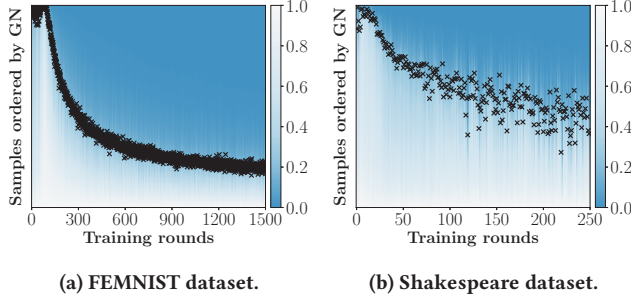 Samples ordered by GN
1.0
0.8
0.6
0.4
0.2
0.0
0 300 600 900 1200 1500
Training rounds
(a) FEMNIST dataset.
Samples ordered by GN
1.0
0.8
0.6
0.4
0.2
0.0
0 50 100 150 200 250
Training rounds
(b) Shakespeare dataset.